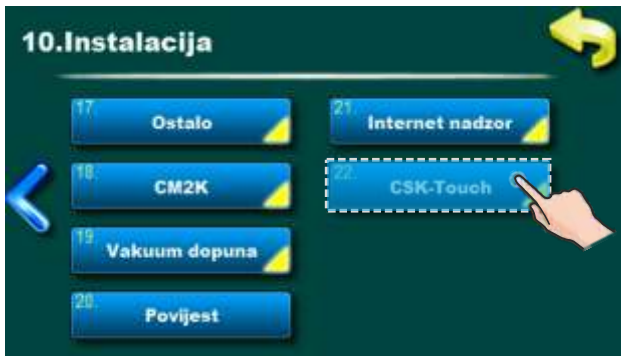 10.Instalacija
17.
Ostalo
18.
CM2K
19
Vakuum dopuna
20.
Povijest
21.
Internet nadzor
22.
CSK-Touch